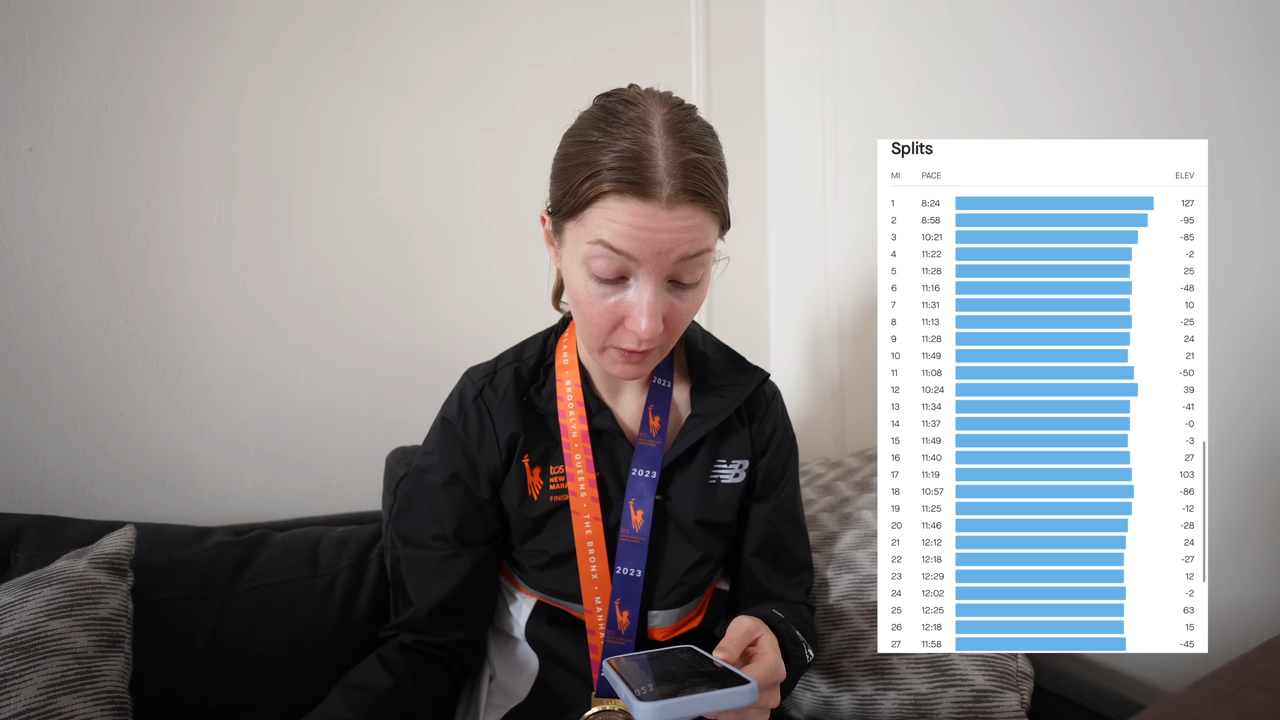 LAND • BROOKLYN • QUEENS • THE BRONX • MANHA
2023
2023
2023
tcs
NEW
MARA
FINISH
NB
Splits
MI PACE ELEV
1 8:24 127
2 8:58 -95
3 10:21 -85
4 11:22 -2
5 11:28 25
6 11:16 -48
7 11:31 10
8 11:13 -25
9 11:28 24
10 11:49 21
11 11:08 -50
12 10:24 39
13 11:34 -41
14 11:37 -0
15 11:49 -3
16 11:40 27
17 11:19 103
18 10:57 -86
19 11:25 -12
20 11:46 -28
21 12:12 24
22 12:18 -27
23 12:29 12
24 12:02 -2
25 12:25 63
26 12:18 15
27 11:58 -45